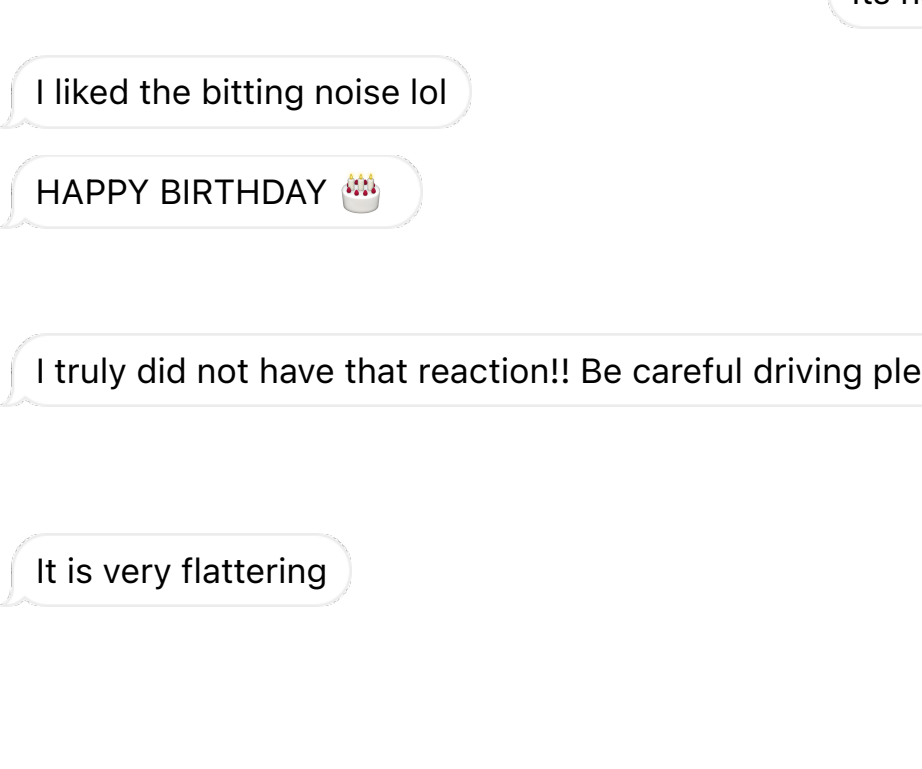 I liked the bitting noise lol
HAPPY BIRTHDAY 🎂
I truly did not have that reaction!! Be careful driving ple
It is very flattering